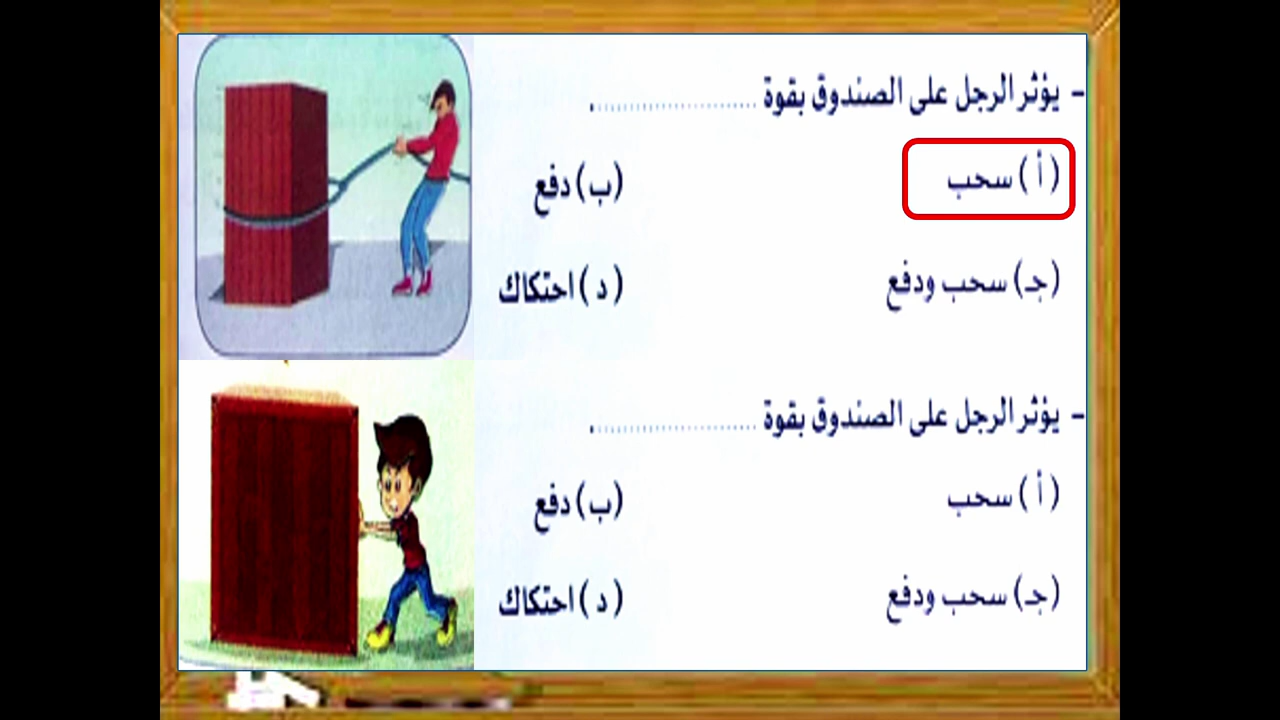 - يؤثر الرجل على الصندوق بقوة ......................
(أ) سحب (ب) دفع
(جـ) سحب ودفع (د) احتكاك
- يؤثر الرجل على الصندوق بقوة ......................
(أ) سحب (ب) دفع
(جـ) سحب ودفع (د) احتكاك